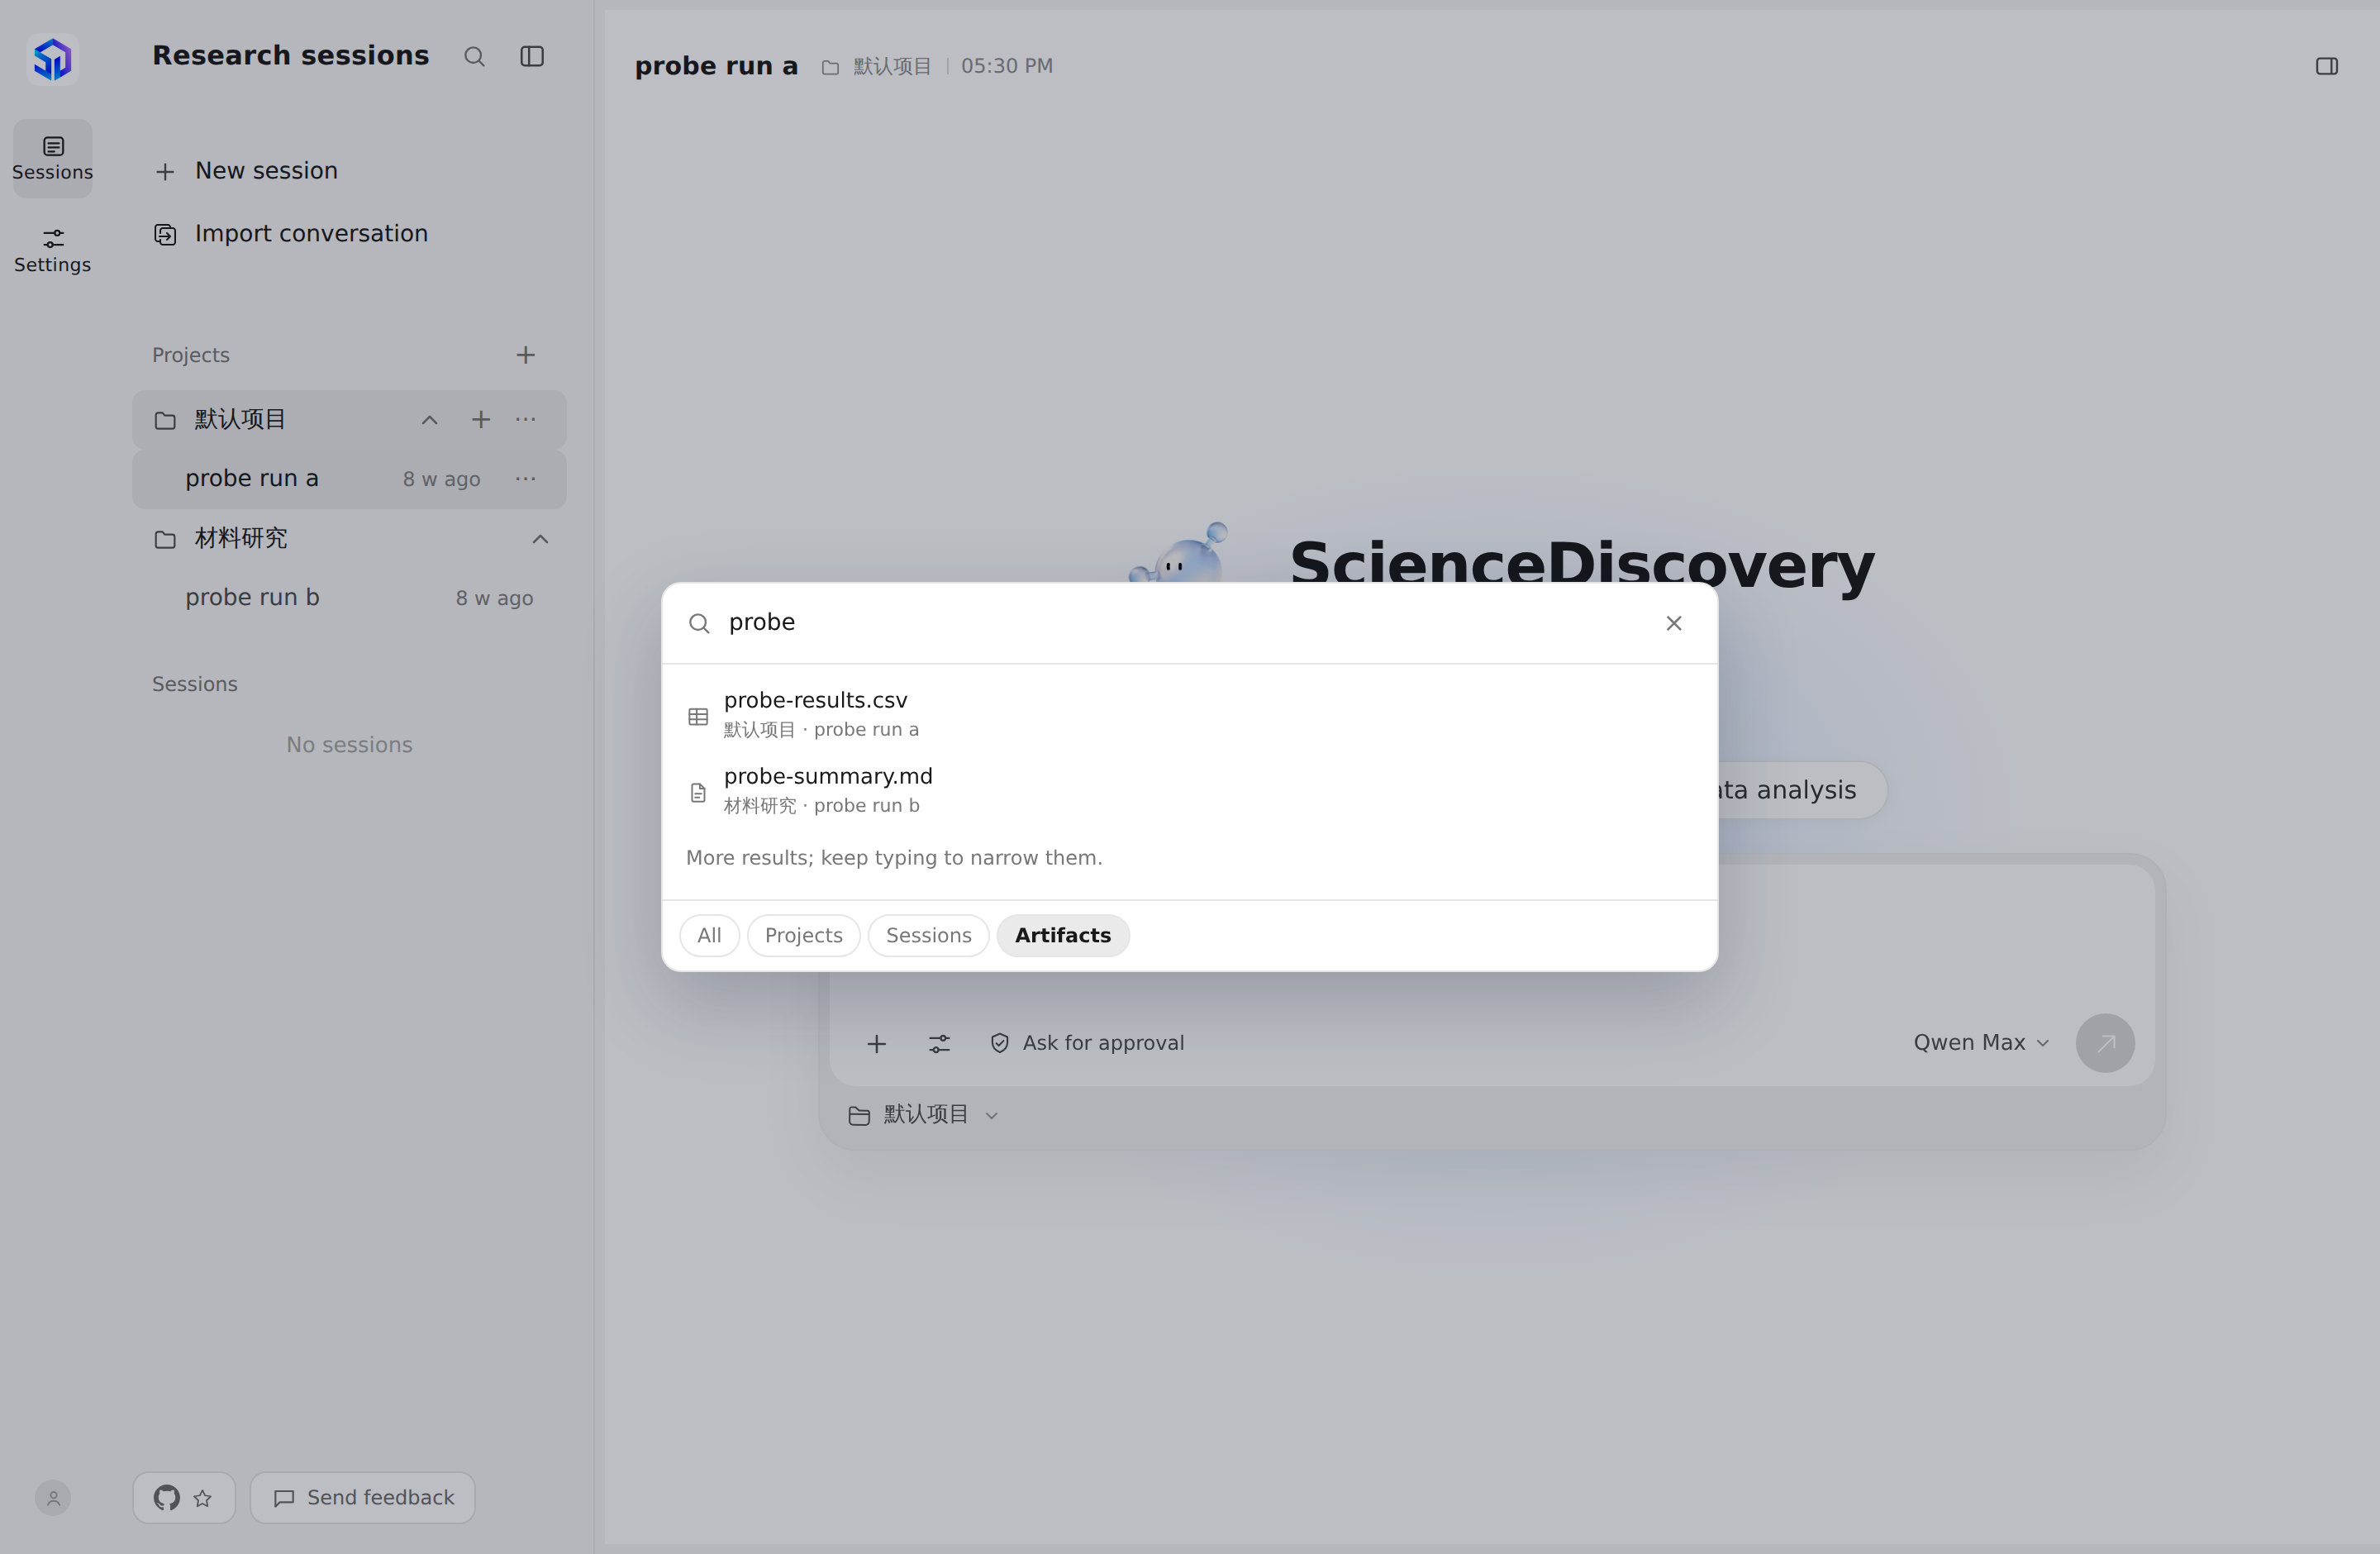 Research sessions
Sessions
Settings
New session
Import conversation
Projects
默认项目
probe run a 8 w ago
材料研究
probe run b 8 w ago
Sessions
No sessions
Send feedback
probe run a 默认项目 05:30 PM
ScienceDiscovery
probe
probe-results.csv
默认项目 · probe run a
probe-summary.md
材料研究 · probe run b
More results; keep typing to narrow them.
All Projects Sessions Artifacts
analysis
Ask for approval Qwen Max
默认项目